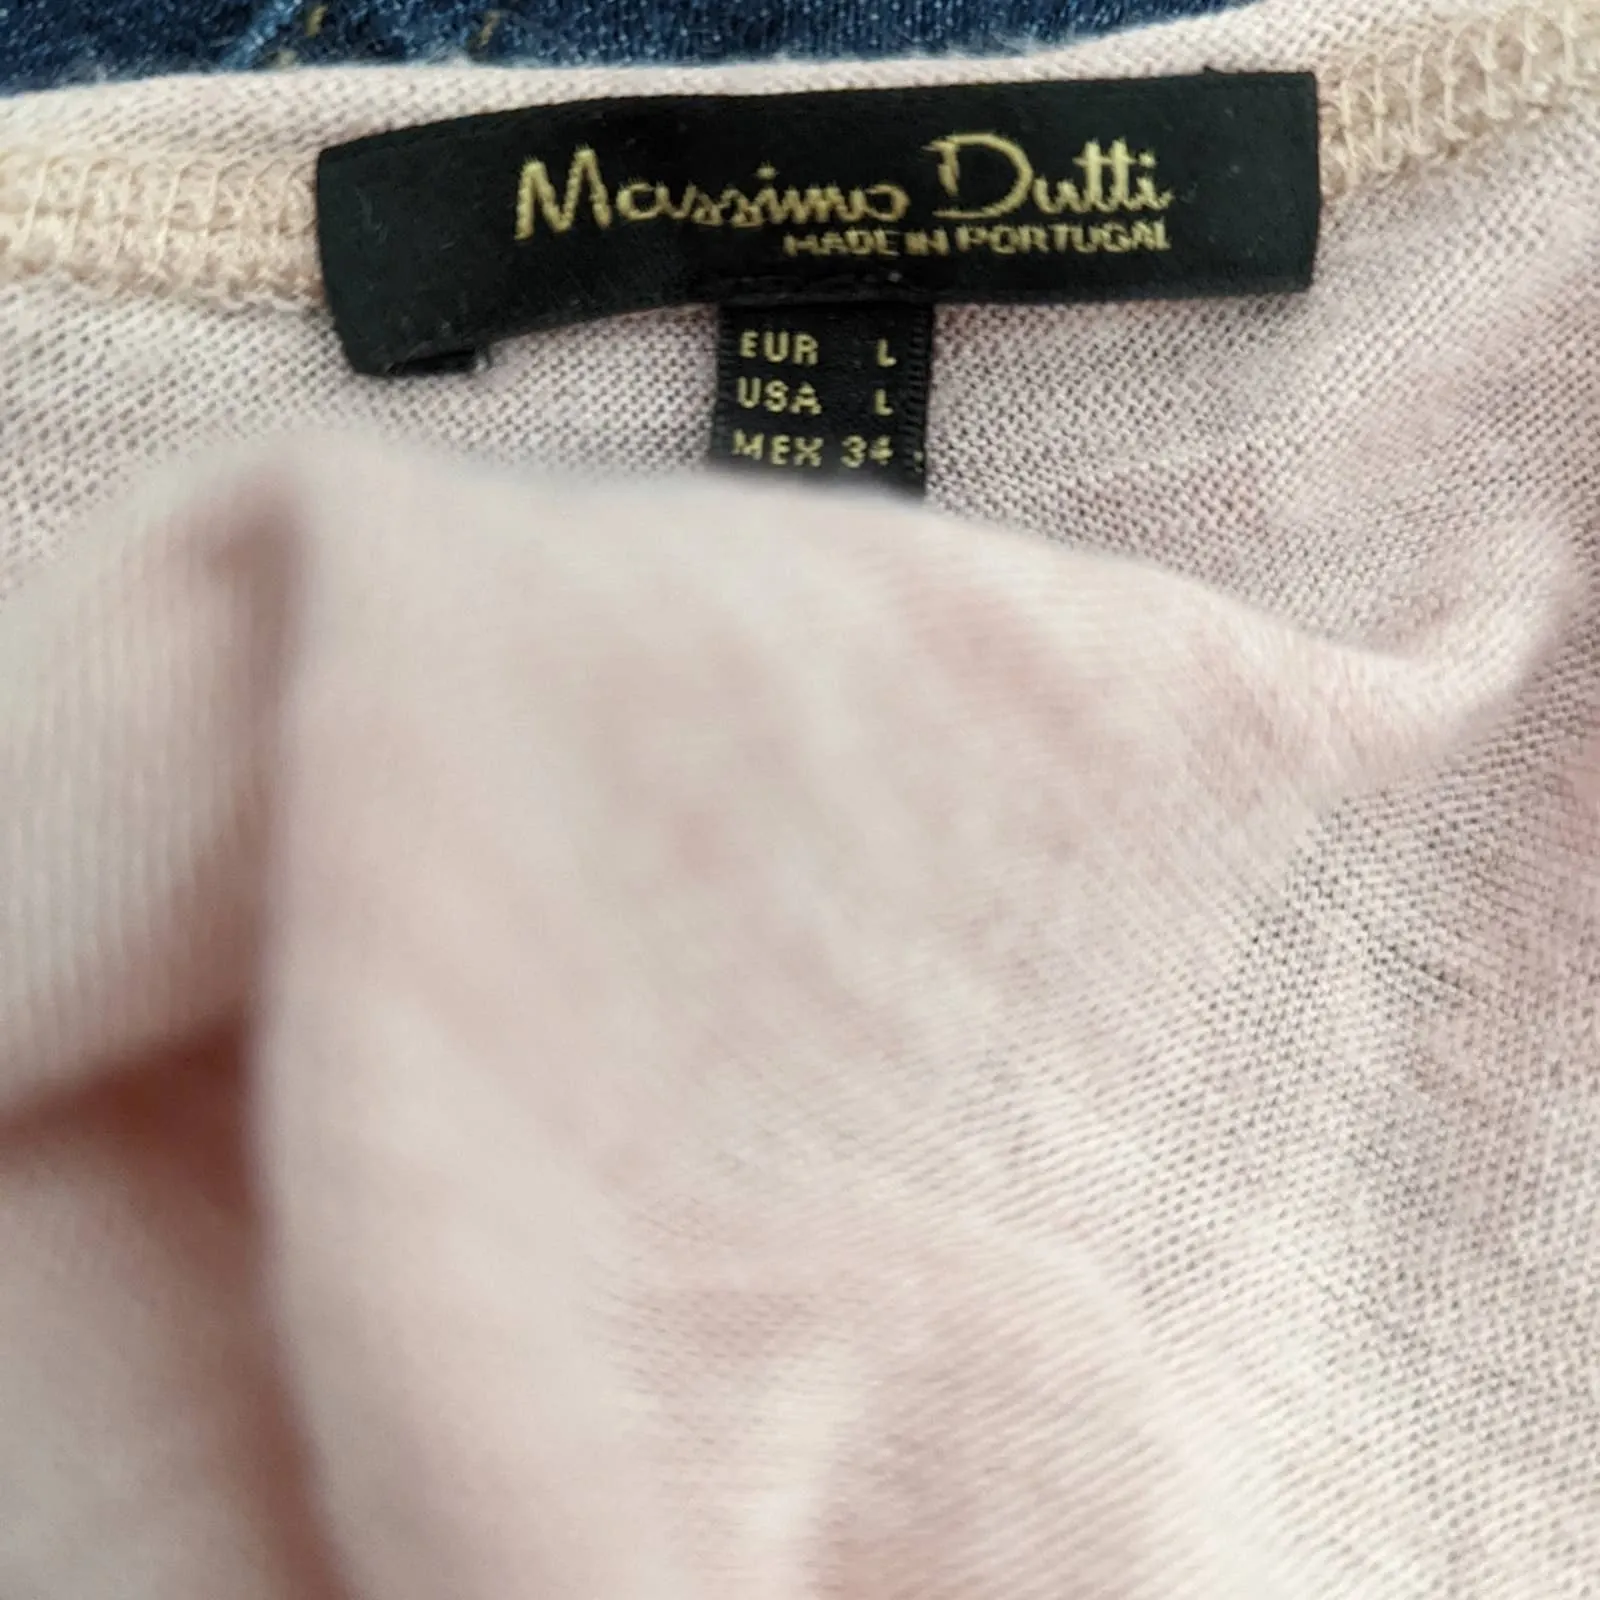 Massimo Dutti
MADE IN PORTUGAL
EUR L
USA L
MEX 34